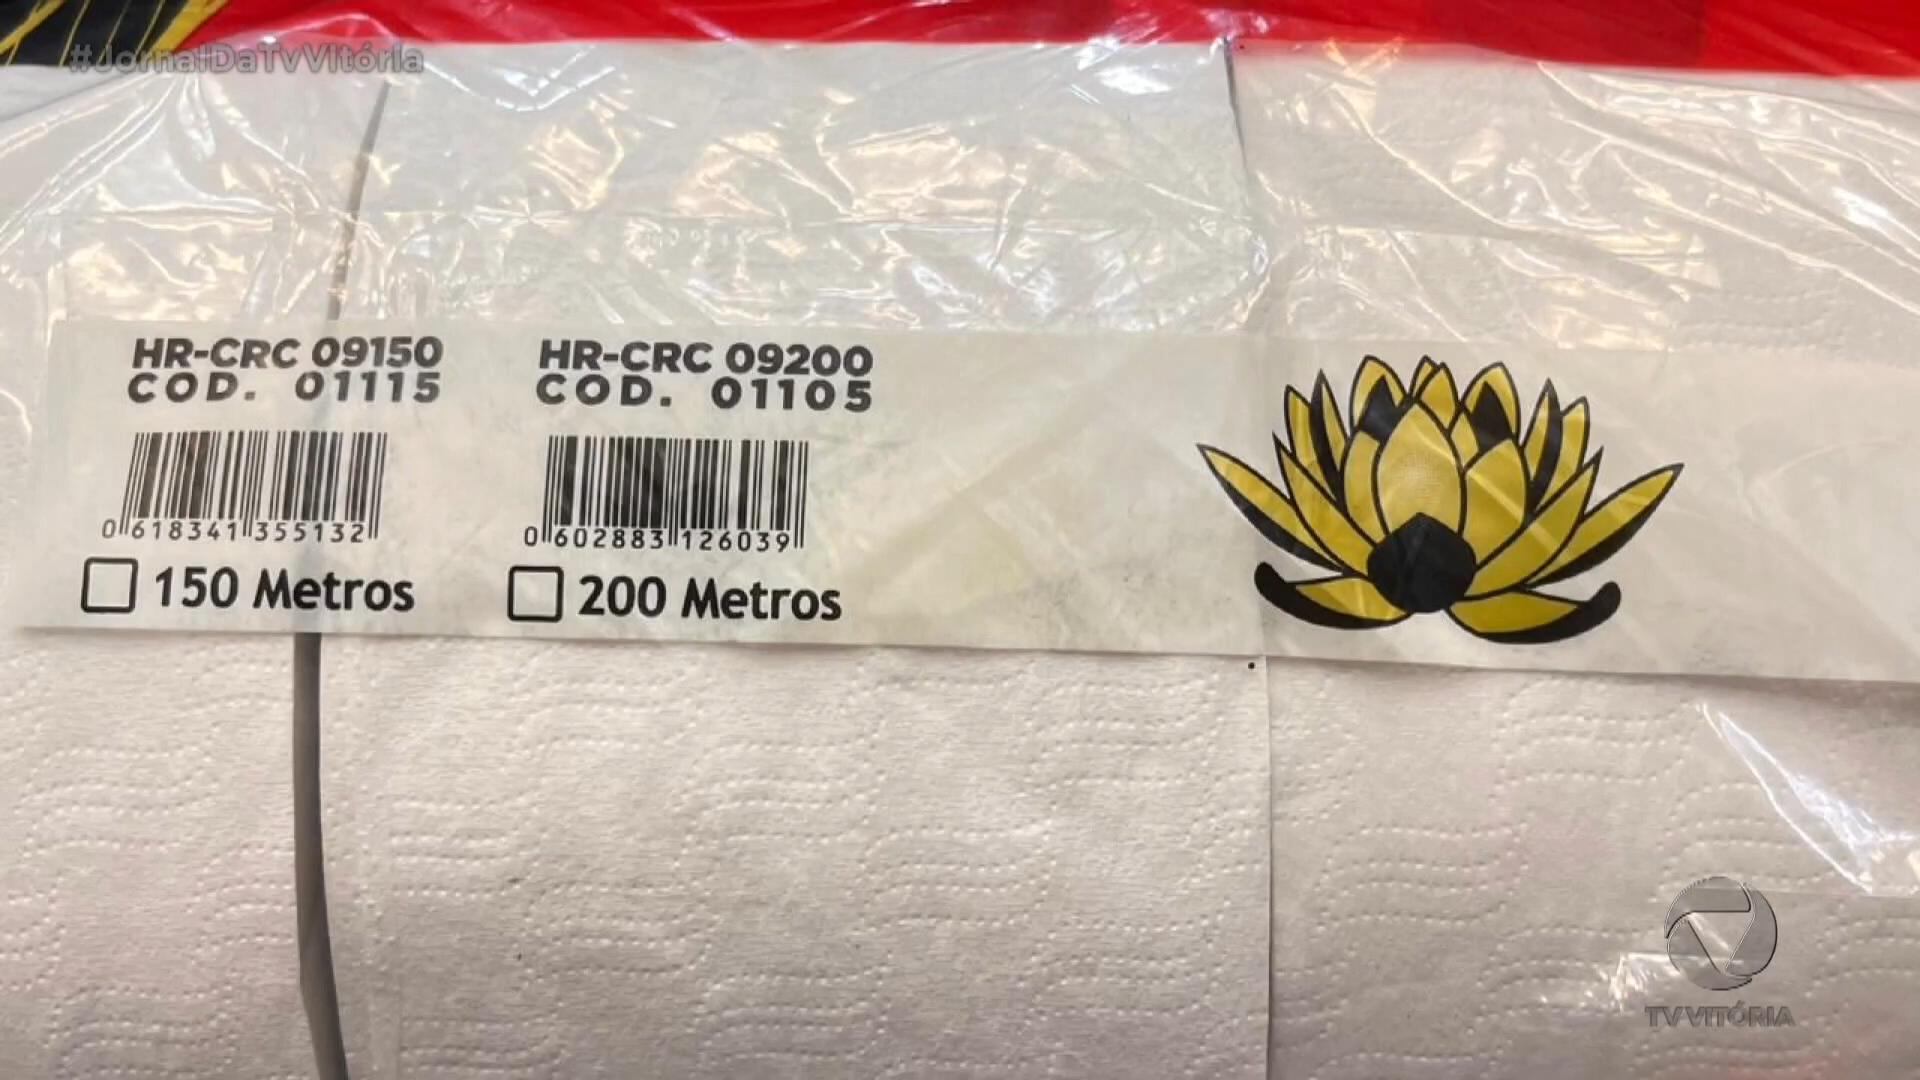 #JornalDaTvVitória
HR-CRC 09150
COD. 01115
0 618341 355132
150 Metros
HR-CRC 09200
COD. 01105
0 602883 126039
200 Metros
TV VITÓRIA